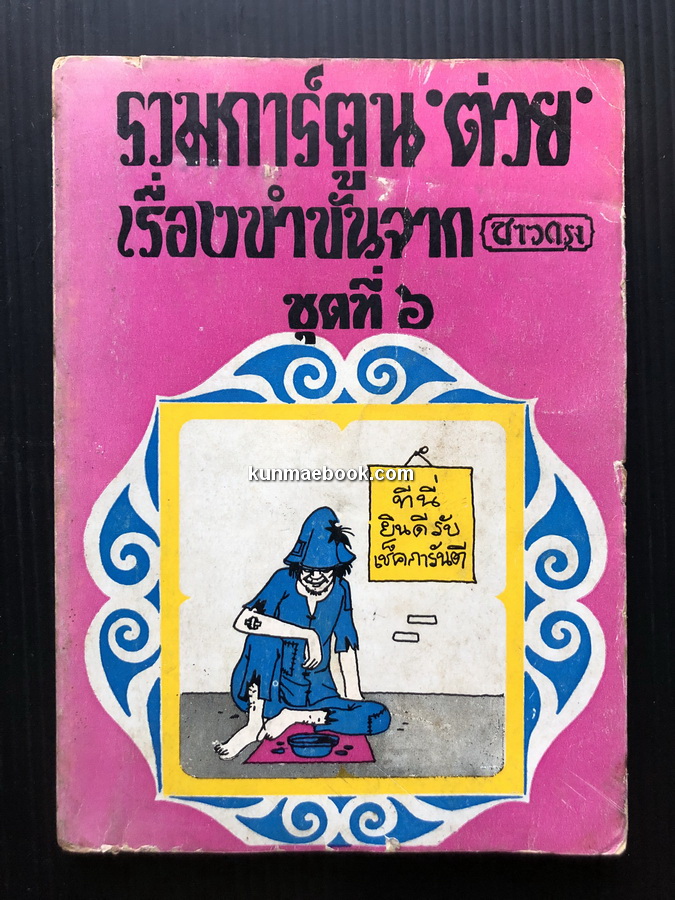 รวมการ์ตูน "ต่วย"
เรื่องขำขันจาก ชาวกรุง
ชุดที่ ๖
kunmaebook.com
ที่นี่
ยินดีรับ
เช็คการันตี